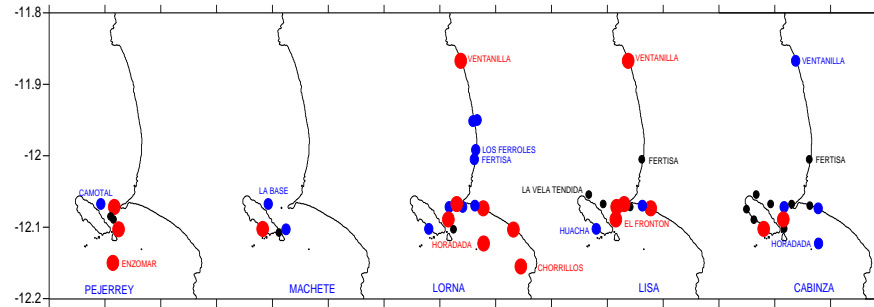 -11.8
-11.9
-12
-12.1
-12.2
CAMOTAL
ENZOMAR
PEJERREY
LA BASE
MACHETE
VENTANILLA
LOS FERROLES
FERTISA
HORADADA
CHORRILLOS
LORNA
VENTANILLA
FERTISA
LA VELA TENDIDA
EL FRONTON
HUACHA
LISA
VENTANILLA
FERTISA
HORADADA
CABINZA